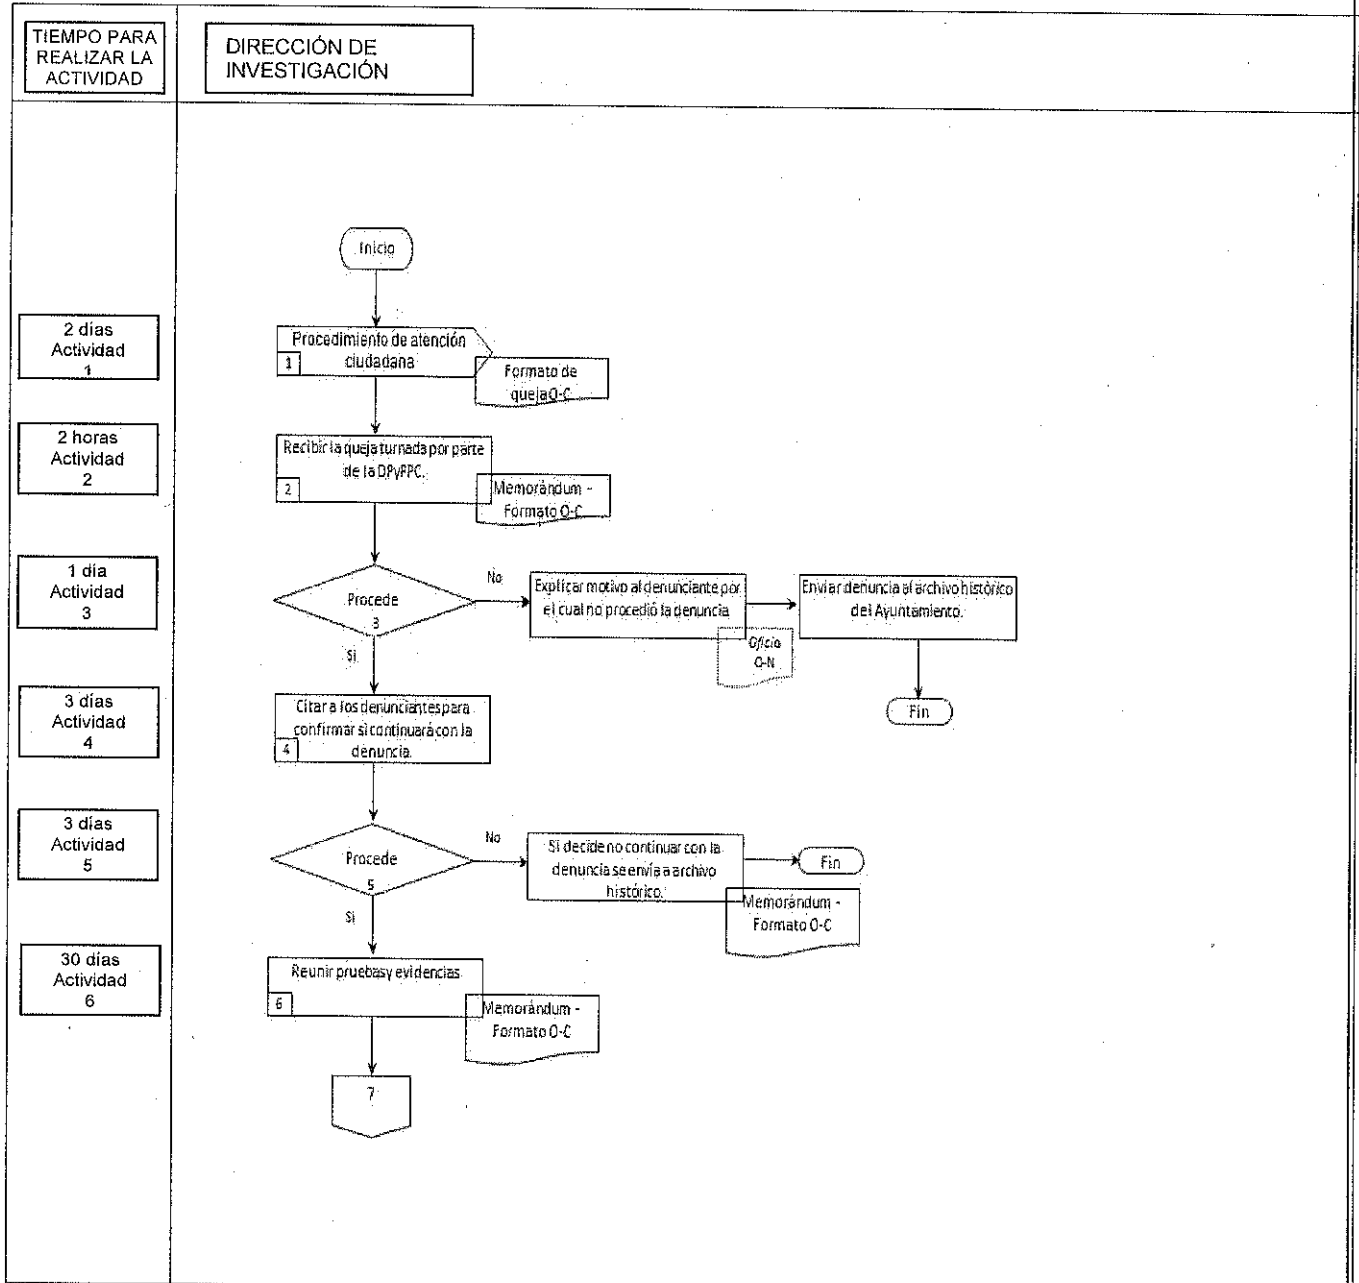 TIEMPO PARA
REALIZAR LA
ACTIVIDAD
DIRECCIÓN DE
INVESTIGACIÓN
Inicio
2 días
Actividad
1
Procedimiento de atención
ciudadana
1
Formato de
queja O-C
2 horas
Actividad
2
Recibir la queja turnada por parte
de la DPyFPC.
2
Memorándum -
Formato O-C
1 día
Actividad
3
Procede
3
No
Explicar motivo al denunciante por
el cual no procedió la denuncia
Oficio
O-N
Enviar denuncia al archivo histórico
del Ayuntamiento.
Fin
Si
3 días
Actividad
4
Citar a los denunciantes para
confirmar si continuará con la
denuncia.
4
3 días
Actividad
5
Procede
5
No
Si decide no continuar con la
denuncia se envía a archivo
histórico.
Memorándum -
Formato O-C
Fin
Si
30 días
Actividad
6
Reunir pruebas y evidencias
6
Memorándum -
Formato O-C
7